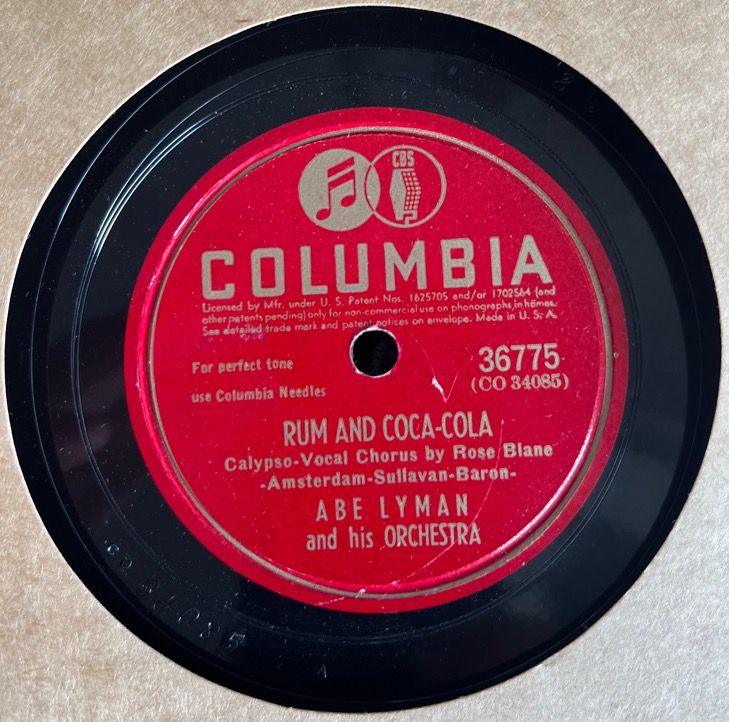 CBS
COLUMBIA
Licensed by Mfr. under U. S. Patent Nos. 1625705 and/or 1702564 (and
other patents pending) only for non-commercial use on phonographs in homes.
See detailed trade mark and patent notices on envelope. Made in U. S. A.
For perfect tone
use Columbia Needles
36775
(CO 34085)
RUM AND COCA-COLA
Calypso-Vocal Chorus by Rose Blane
-Amsterdam-Sullavan-Baron-
ABE LYMAN
and his ORCHESTRA
CO 34085